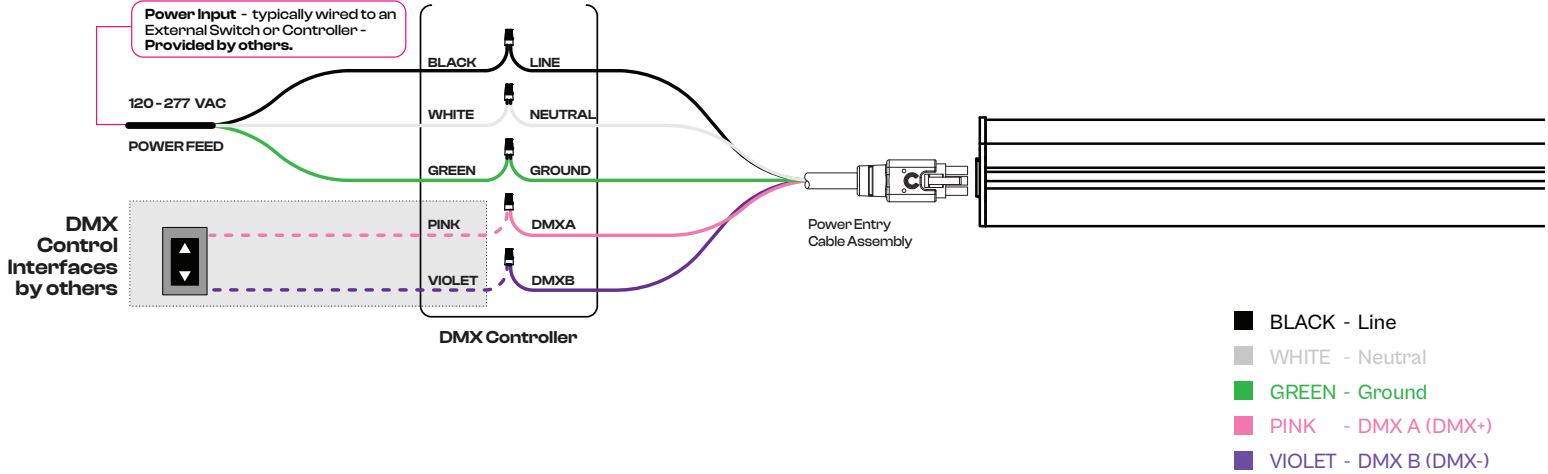 Power Input - typically wired to an
External Switch or Controller -
Provided by others.
120 - 277 VAC
POWER FEED
BLACK LINE
WHITE NEUTRAL
GREEN GROUND
PINK DMXA
VIOLET DMXB
DMX
Control
Interfaces
by others
DMX Controller
C
Power Entry
Cable Assembly
BLACK - Line
WHITE - Neutral
GREEN - Ground
PINK - DMX A (DMX+)
VIOLET - DMX B (DMX-)